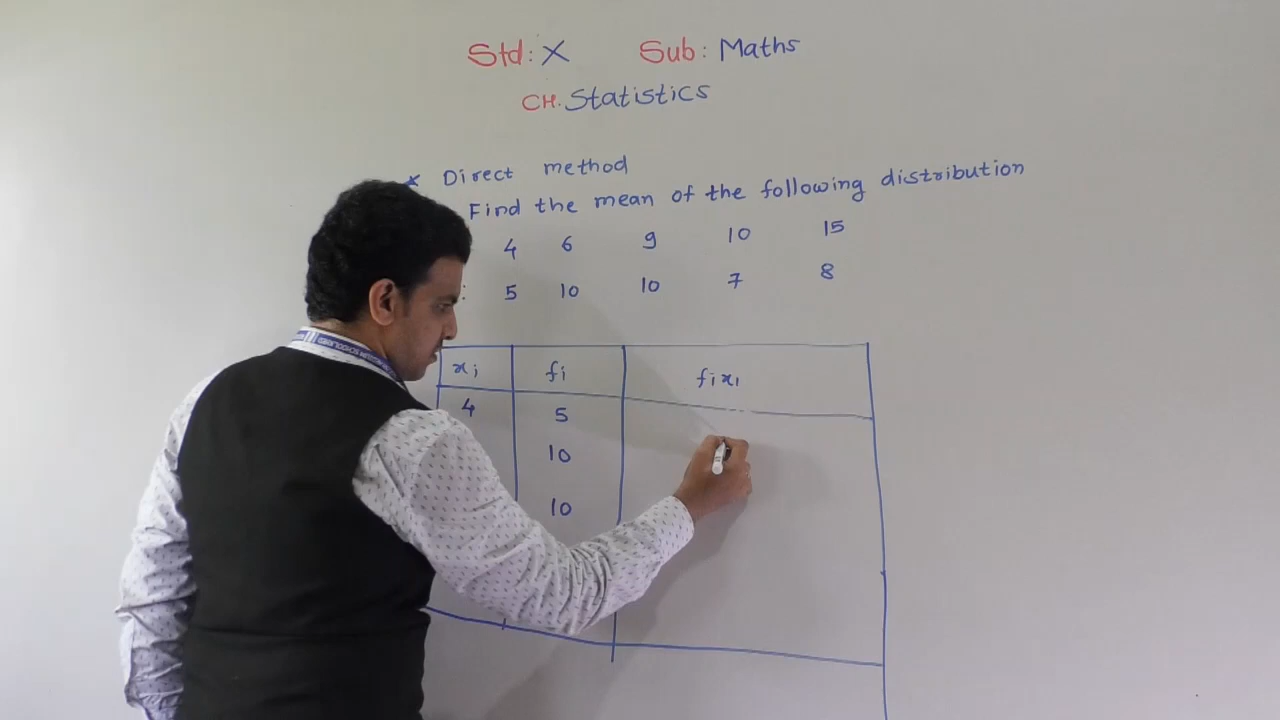 Std: X Sub: Maths
CH. Statistics
* Direct method
Find the mean of the following distribution
4 6 9 10 15
: 5 10 10 7 8
xi fi fixi
4 5
10
10